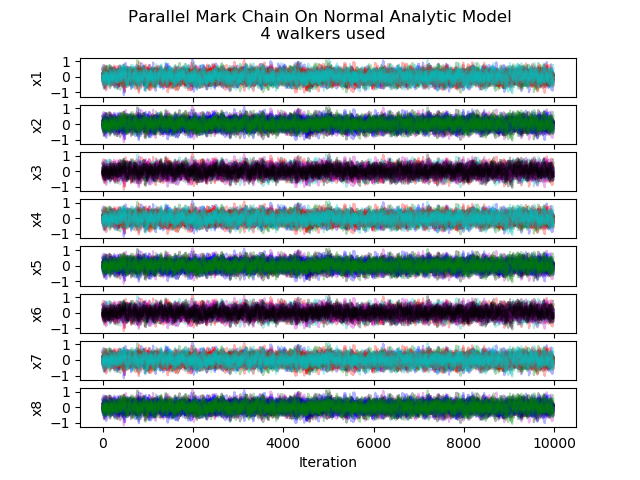 Parallel Mark Chain On Normal Analytic Model
4 walkers used
x1
1
0
−1
x2
1
0
−1
x3
1
0
−1
x4
1
0
−1
x5
1
0
−1
x6
1
0
−1
x7
1
0
−1
x8
1
0
−1
0 2000 4000 6000 8000 10000
Iteration